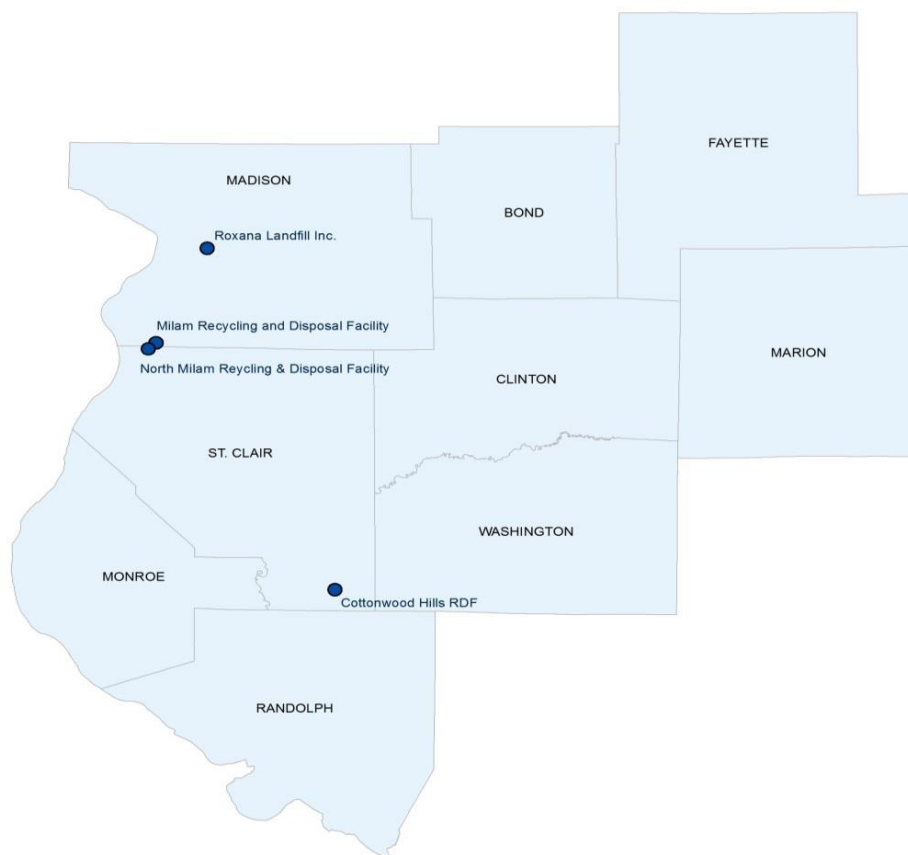 FAYETTE
MADISON
BOND
Roxana Landfill Inc.
Milam Recycling and Disposal Facility
MARION
North Milam Reycling & Disposal Facility
CLINTON
ST. CLAIR
WASHINGTON
MONROE
Cottonwood Hills RDF
RANDOLPH